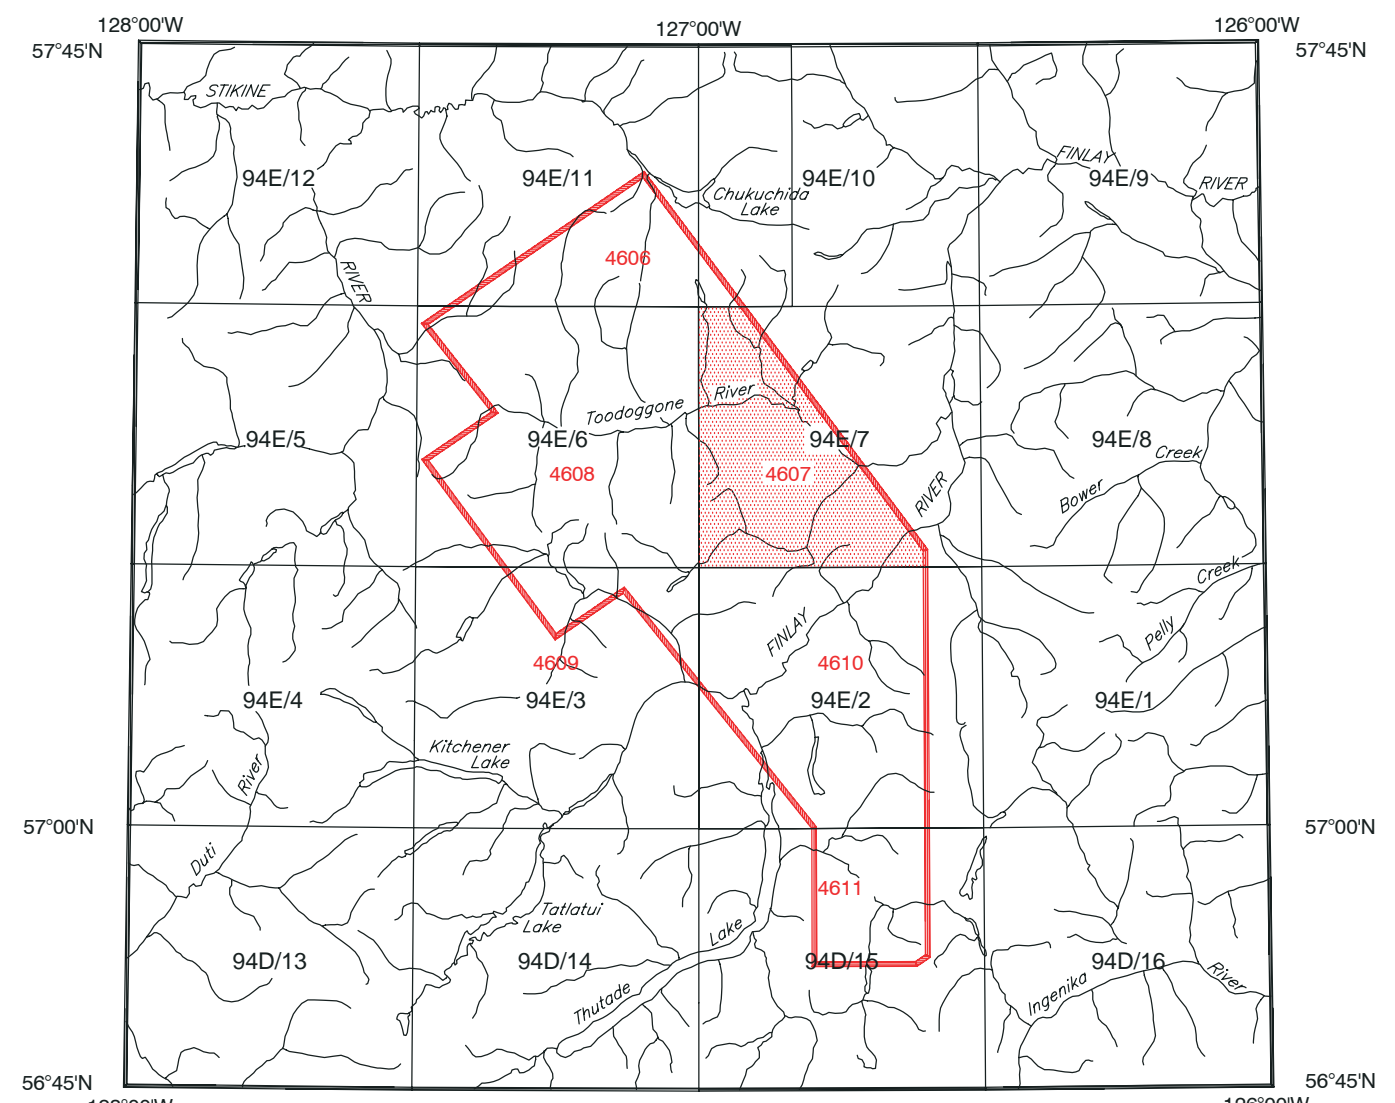 128°00'W
127°00'W
126°00'W
57°45'N
57°45'N
STIKINE
FINLAY
94E/12
94E/11
94E/10
94E/9
RIVER
Chukuchida
Lake
4606
RIVER
River
Toodoggone
94E/5
94E/6
94E/7
94E/8
Creek
4608
4607
RIVER
Bower
Creek
FINLAY
Pelly
4609
4610
94E/4
94E/3
94E/2
94E/1
Kitchener
Lake
River
57°00'N
57°00'N
Duti
4611
Tatlatui
Lake
Lake
94D/13
94D/14
94D/15
94D/16
River
Ingenika
Thutade
56°45'N
56°45'N
128°00'W
126°00'W